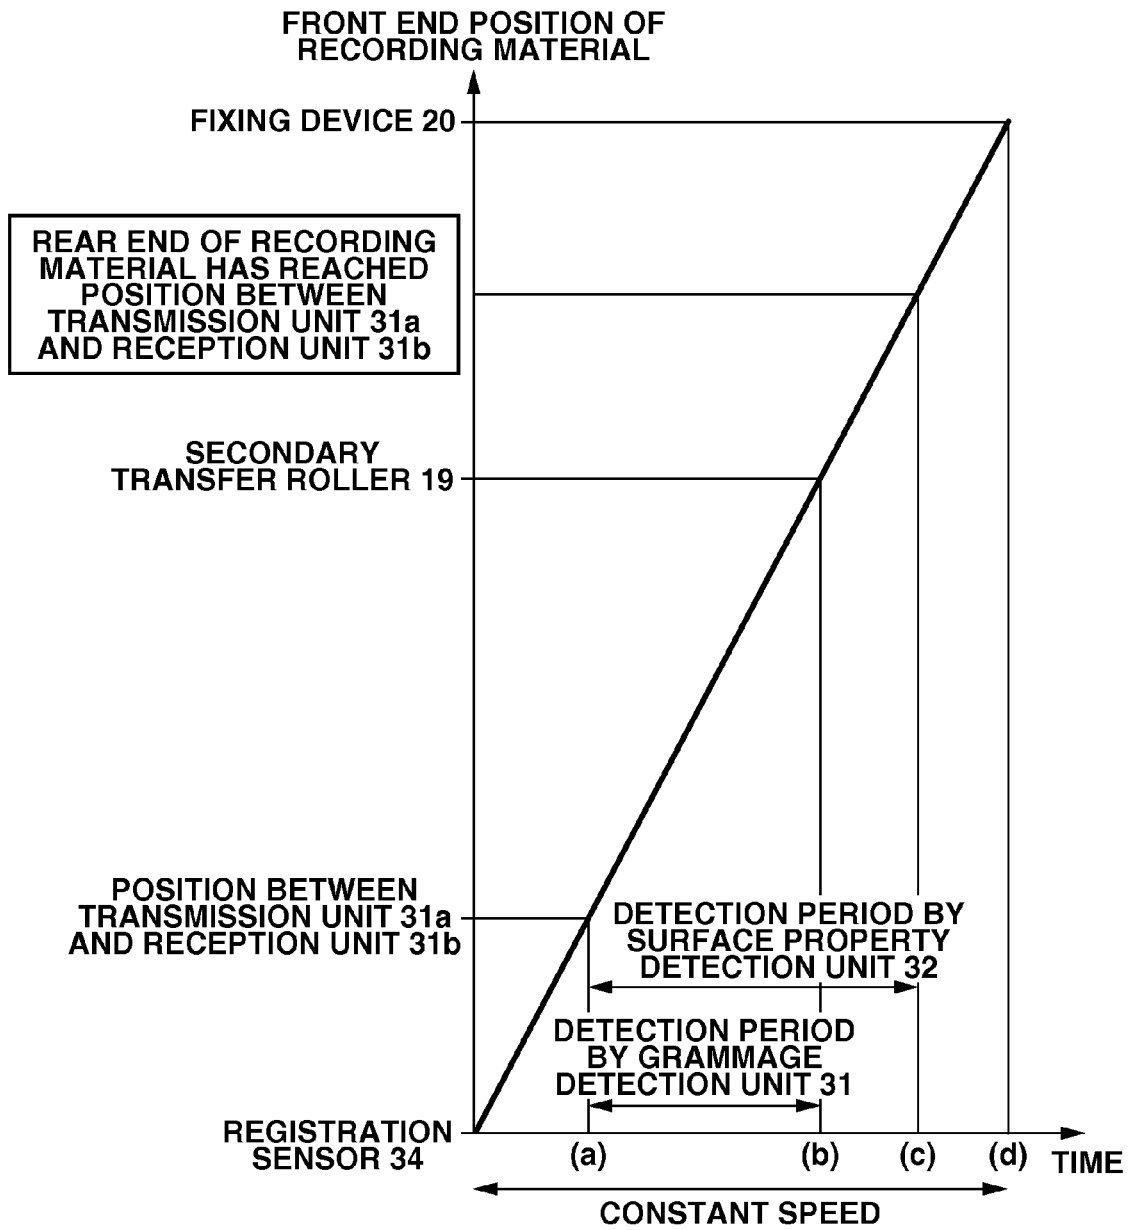 FRONT END POSITION OF
RECORDING MATERIAL
FIXING DEVICE 20
REAR END OF RECORDING
MATERIAL HAS REACHED
POSITION BETWEEN
TRANSMISSION UNIT 31a
AND RECEPTION UNIT 31b
SECONDARY
TRANSFER ROLLER 19
POSITION BETWEEN
TRANSMISSION UNIT 31a
AND RECEPTION UNIT 31b
DETECTION PERIOD BY
SURFACE PROPERTY
DETECTION UNIT 32
DETECTION PERIOD
BY GRAMMAGE
DETECTION UNIT 31
REGISTRATION
SENSOR 34
(a) (b) (c) (d) TIME
CONSTANT SPEED